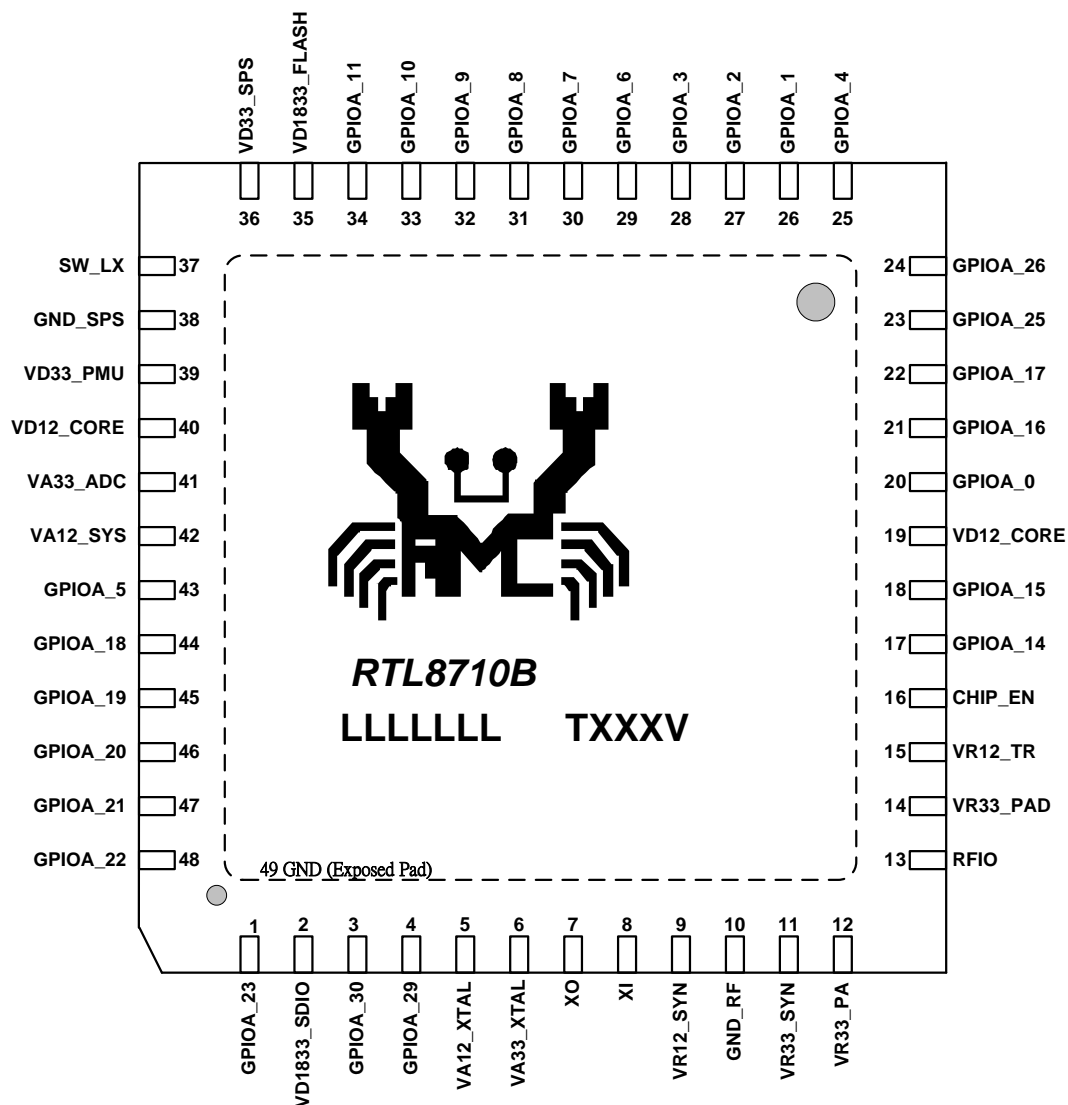 VD33_SPS
VD1833_FLASH
GPIOA_11
GPIOA_10
GPIOA_9
GPIOA_8
GPIOA_7
GPIOA_6
GPIOA_3
GPIOA_2
GPIOA_1
GPIOA_4
36 35 34 33 32 31 30 29 28 27 26 25
SW_LX 37
GND_SPS 38
VD33_PMU 39
VD12_CORE 40
VA33_ADC 41
VA12_SYS 42
GPIOA_5 43
GPIOA_18 44
GPIOA_19 45
GPIOA_20 46
GPIOA_21 47
GPIOA_22 48
24 GPIOA_26
23 GPIOA_25
22 GPIOA_17
21 GPIOA_16
20 GPIOA_0
19 VD12_CORE
18 GPIOA_15
17 GPIOA_14
16 CHIP_EN
15 VR12_TR
14 VR33_PAD
13 RFIO
RTL8710B
LLLLLLL TXXXV
49 GND (Exposed Pad)
1 2 3 4 5 6 7 8 9 10 11 12
GPIOA_23
VD1833_SDIO
GPIOA_30
GPIOA_29
VA12_XTAL
VA33_XTAL
XO
XI
VR12_SYN
GND_RF
VR33_SYN
VR33_PA